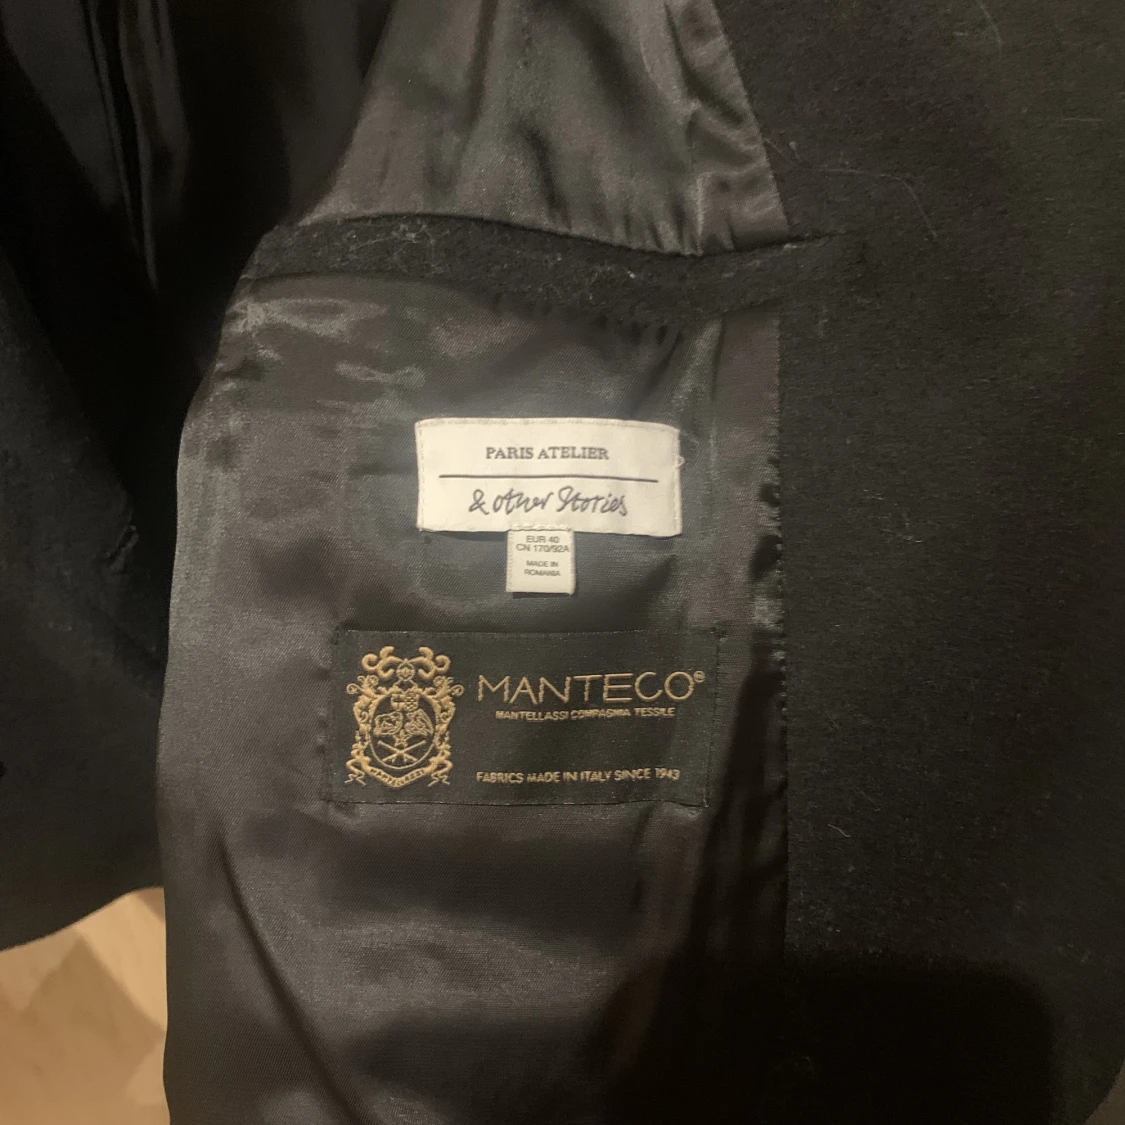 PARIS ATELIER
& other Stories
EUR 40
CN 170/92A
MADE IN
ROMANIA
MANTECO®
MANTELLASSI COMPAGNIA TESSILE
FABRICS MADE IN ITALY SINCE 1943